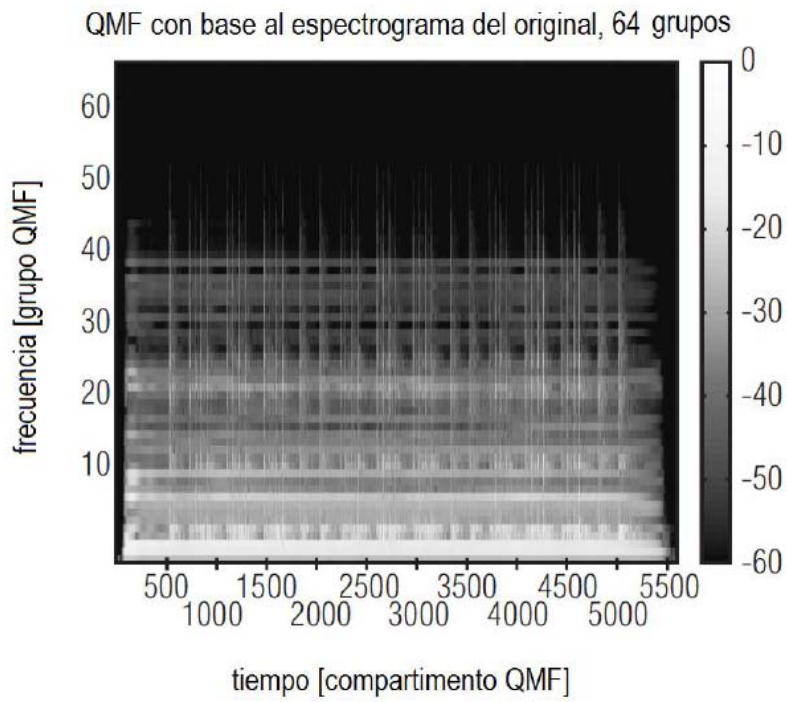 QMF con base al espectrograma del original, 64 grupos
0
60
-10
50
-20
40
frecuencia [grupo QMF]
30
-30
20
-40
10
-50
-60
500 1500 2500 3500 4500 5500
1000 2000 3000 4000 5000
tiempo [compartimento QMF]